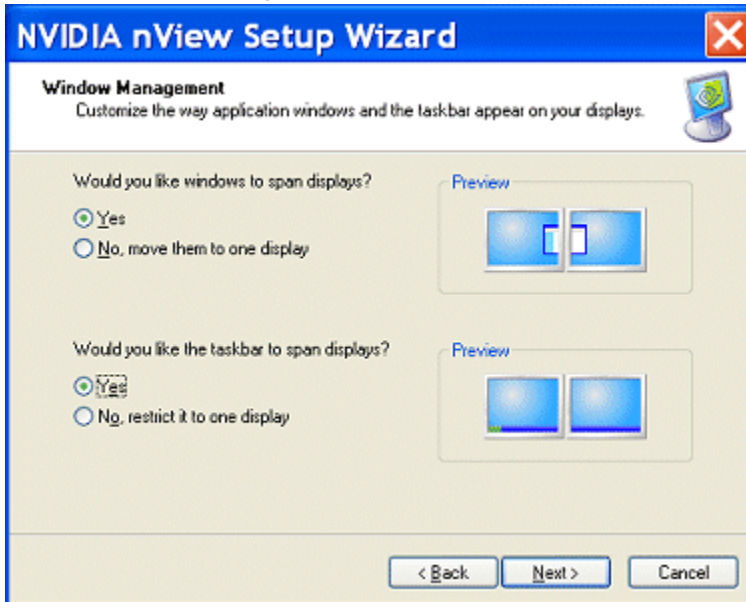 NVIDIA nView Setup Wizard
Window Management
Customize the way application windows and the taskbar appear on your displays.
Would you like windows to span displays?
Preview
Yes
No, move them to one display
Would you like the taskbar to span displays?
Preview
Yes
No, restrict it to one display
< Back
Next >
Cancel